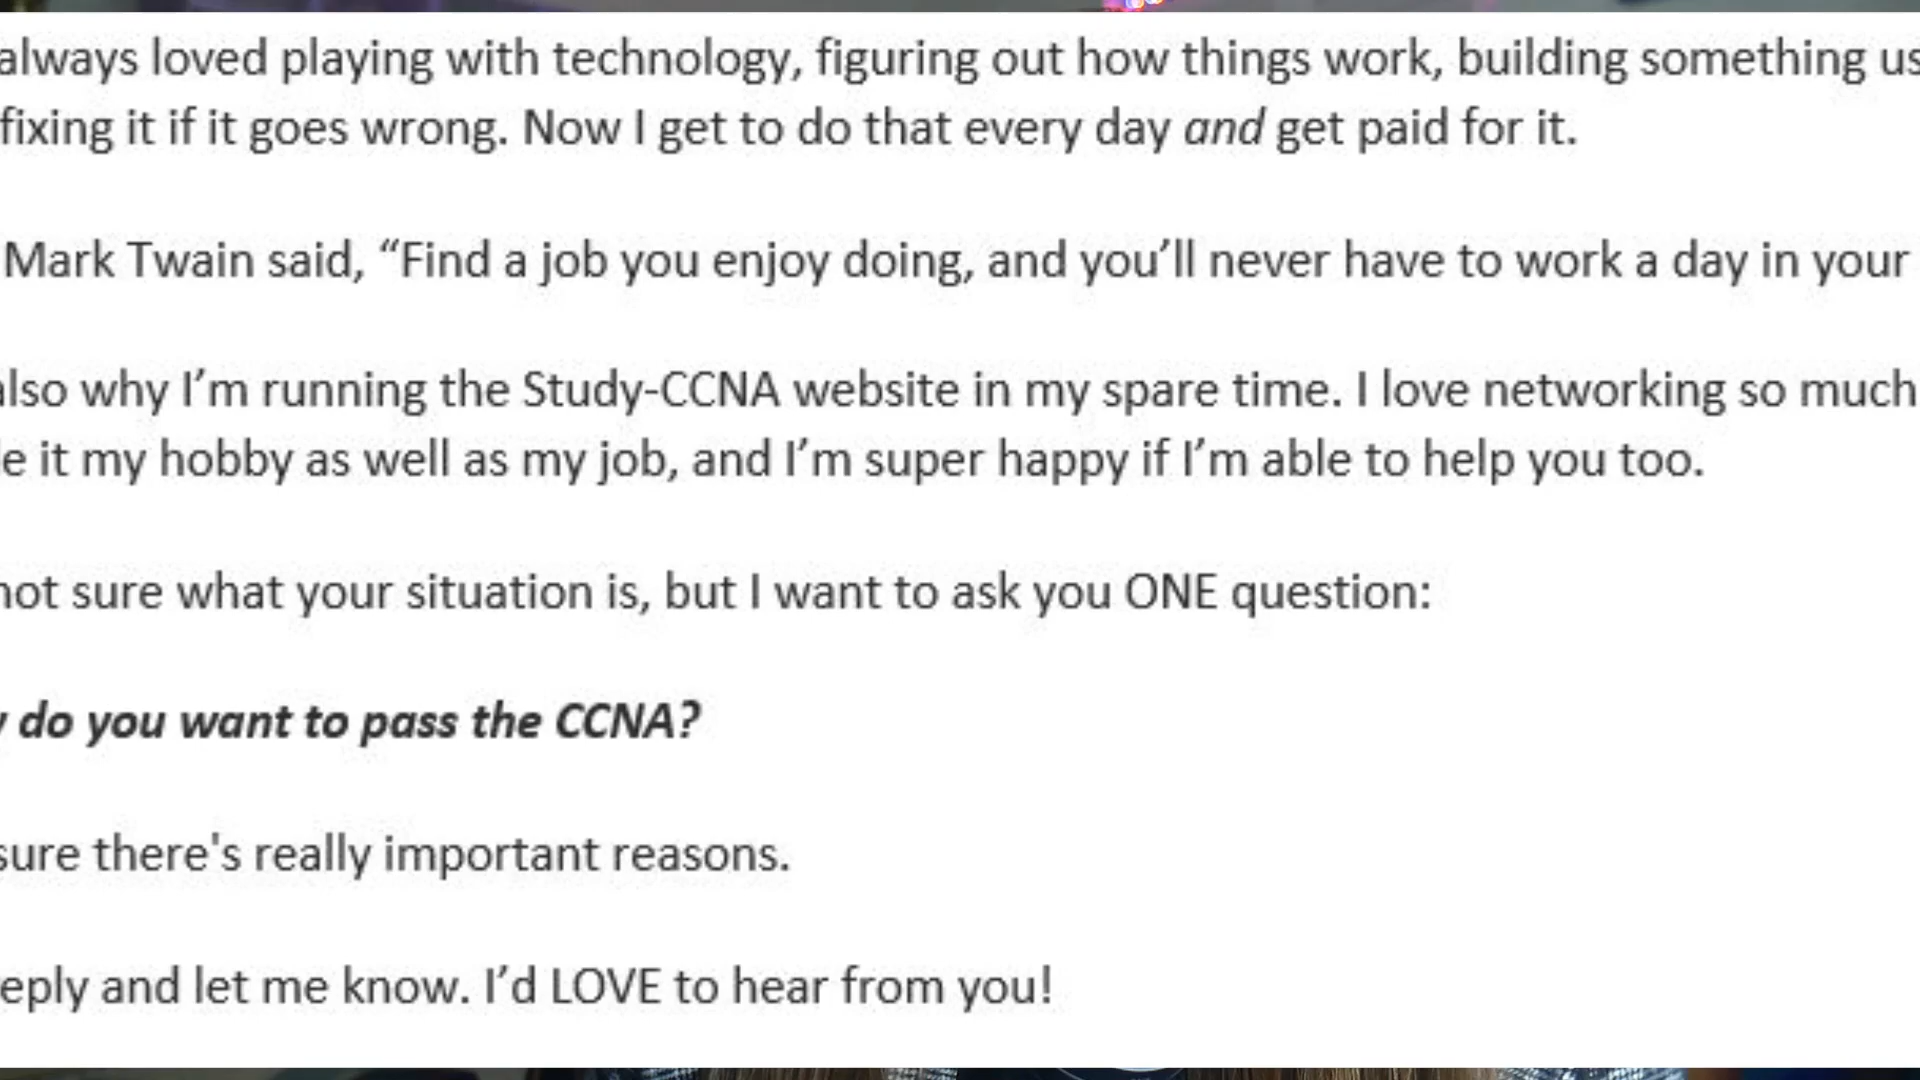 always loved playing with technology, figuring out how things work, building something us
fixing it if it goes wrong. Now I get to do that every day and get paid for it.
Mark Twain said, “Find a job you enjoy doing, and you’ll never have to work a day in your
also why I’m running the Study-CCNA website in my spare time. I love networking so much
e it my hobby as well as my job, and I’m super happy if I’m able to help you too.
not sure what your situation is, but I want to ask you ONE question:
do you want to pass the CCNA?
sure there's really important reasons.
eply and let me know. I’d LOVE to hear from you!